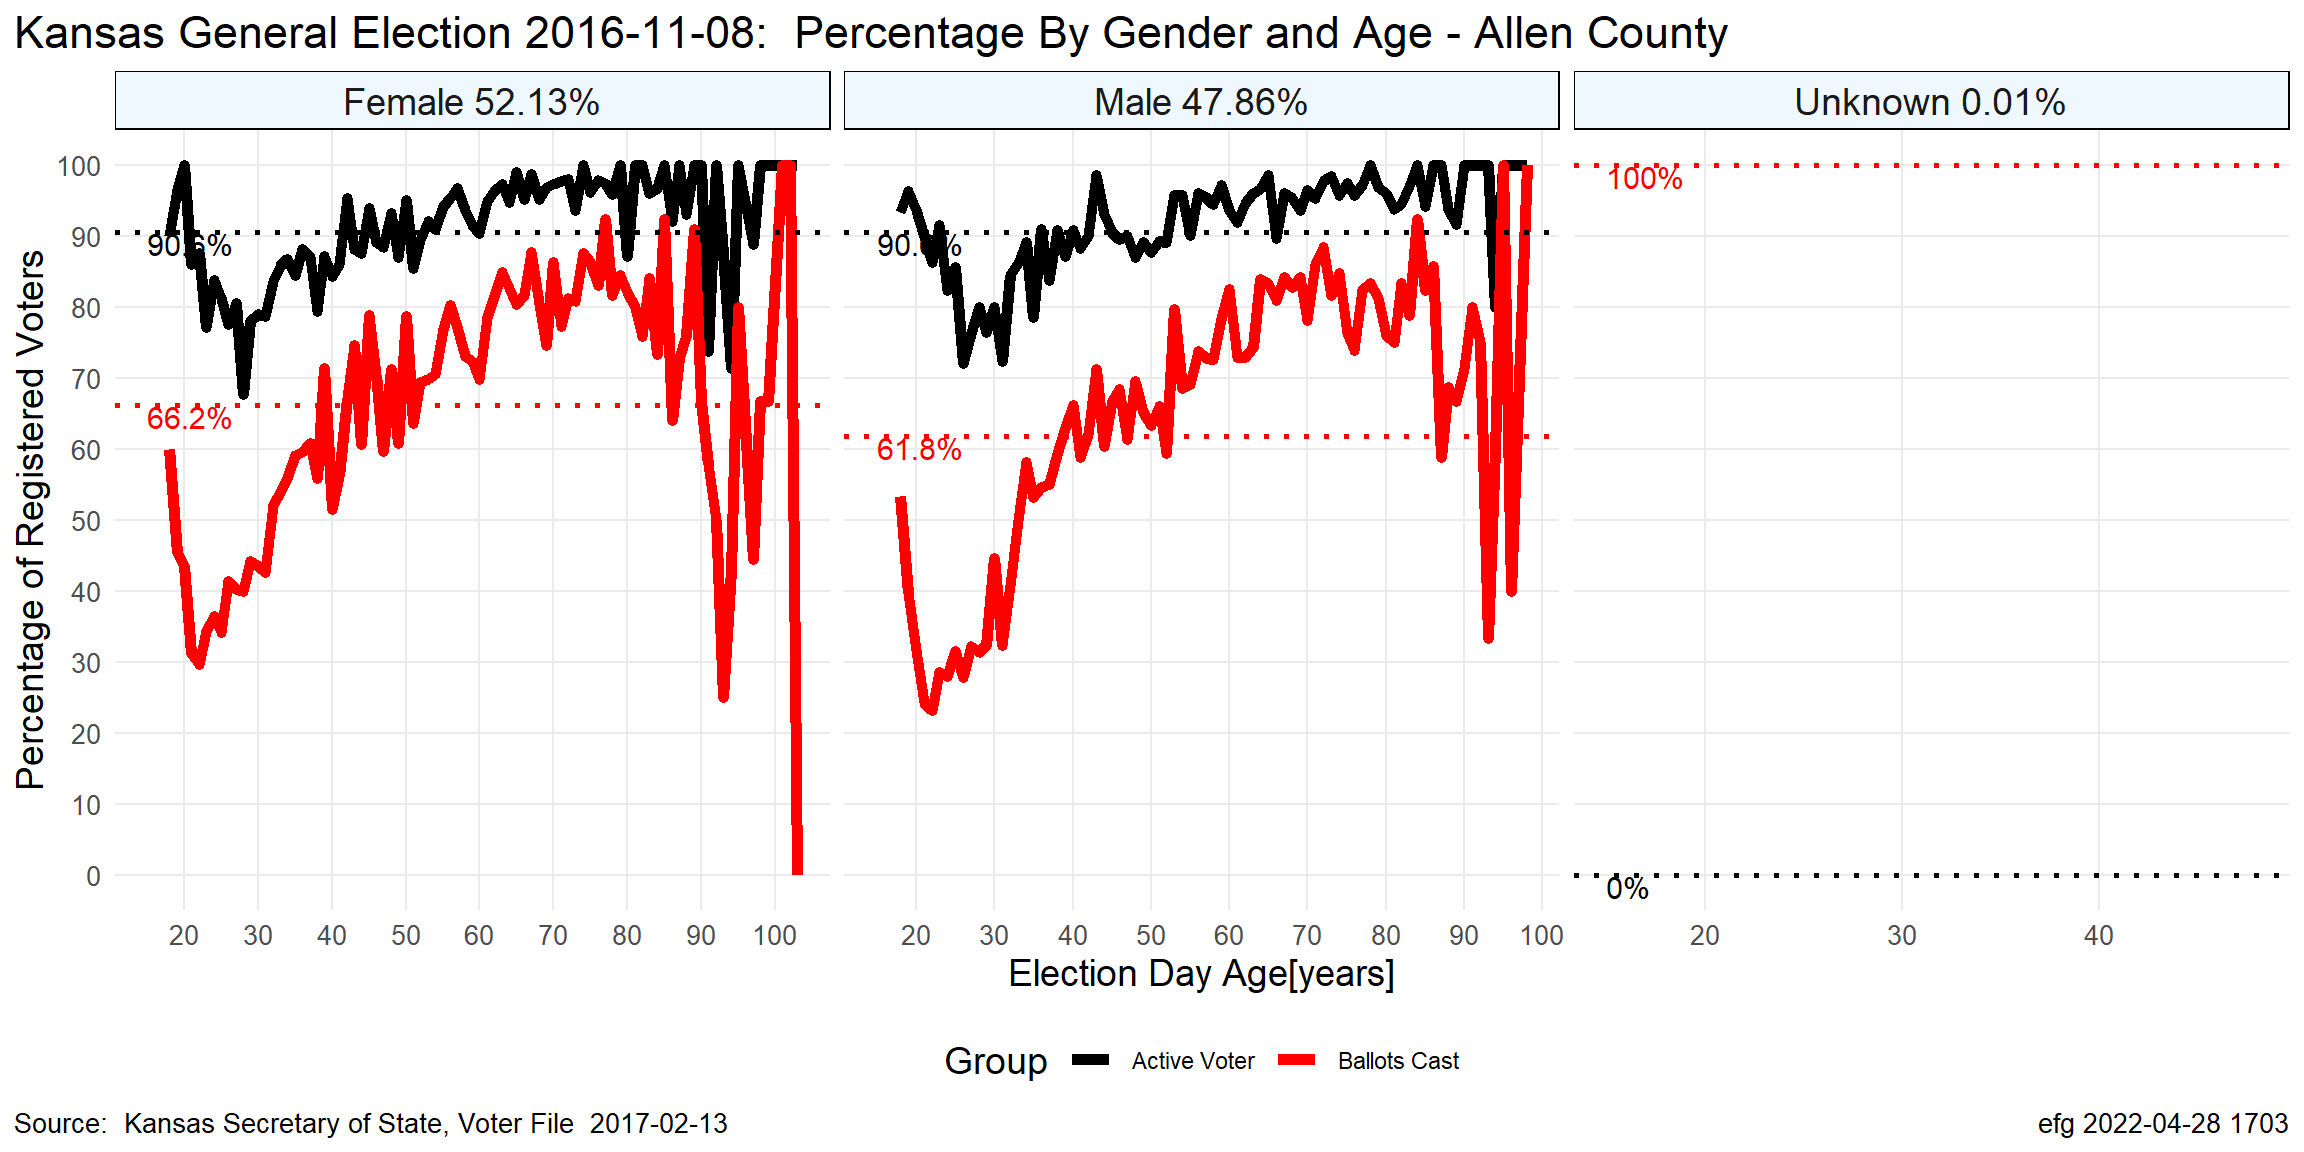 Kansas General Election 2016-11-08:  Percentage By Gender and Age - Allen County
Female 52.13%
Male 47.86%
Unknown 0.01%
Percentage of Registered Voters
100
90
80
70
60
50
40
30
20
10
0
66.2%
61.8%
100%
0%
20 30 40 50 60 70 80 90 100
20 30 40 50 60 70 80 90 100
20 30 40
Election Day Age[years]
Group Active Voter Ballots Cast
Source:  Kansas Secretary of State, Voter File  2017-02-13
efg 2022-04-28 1703